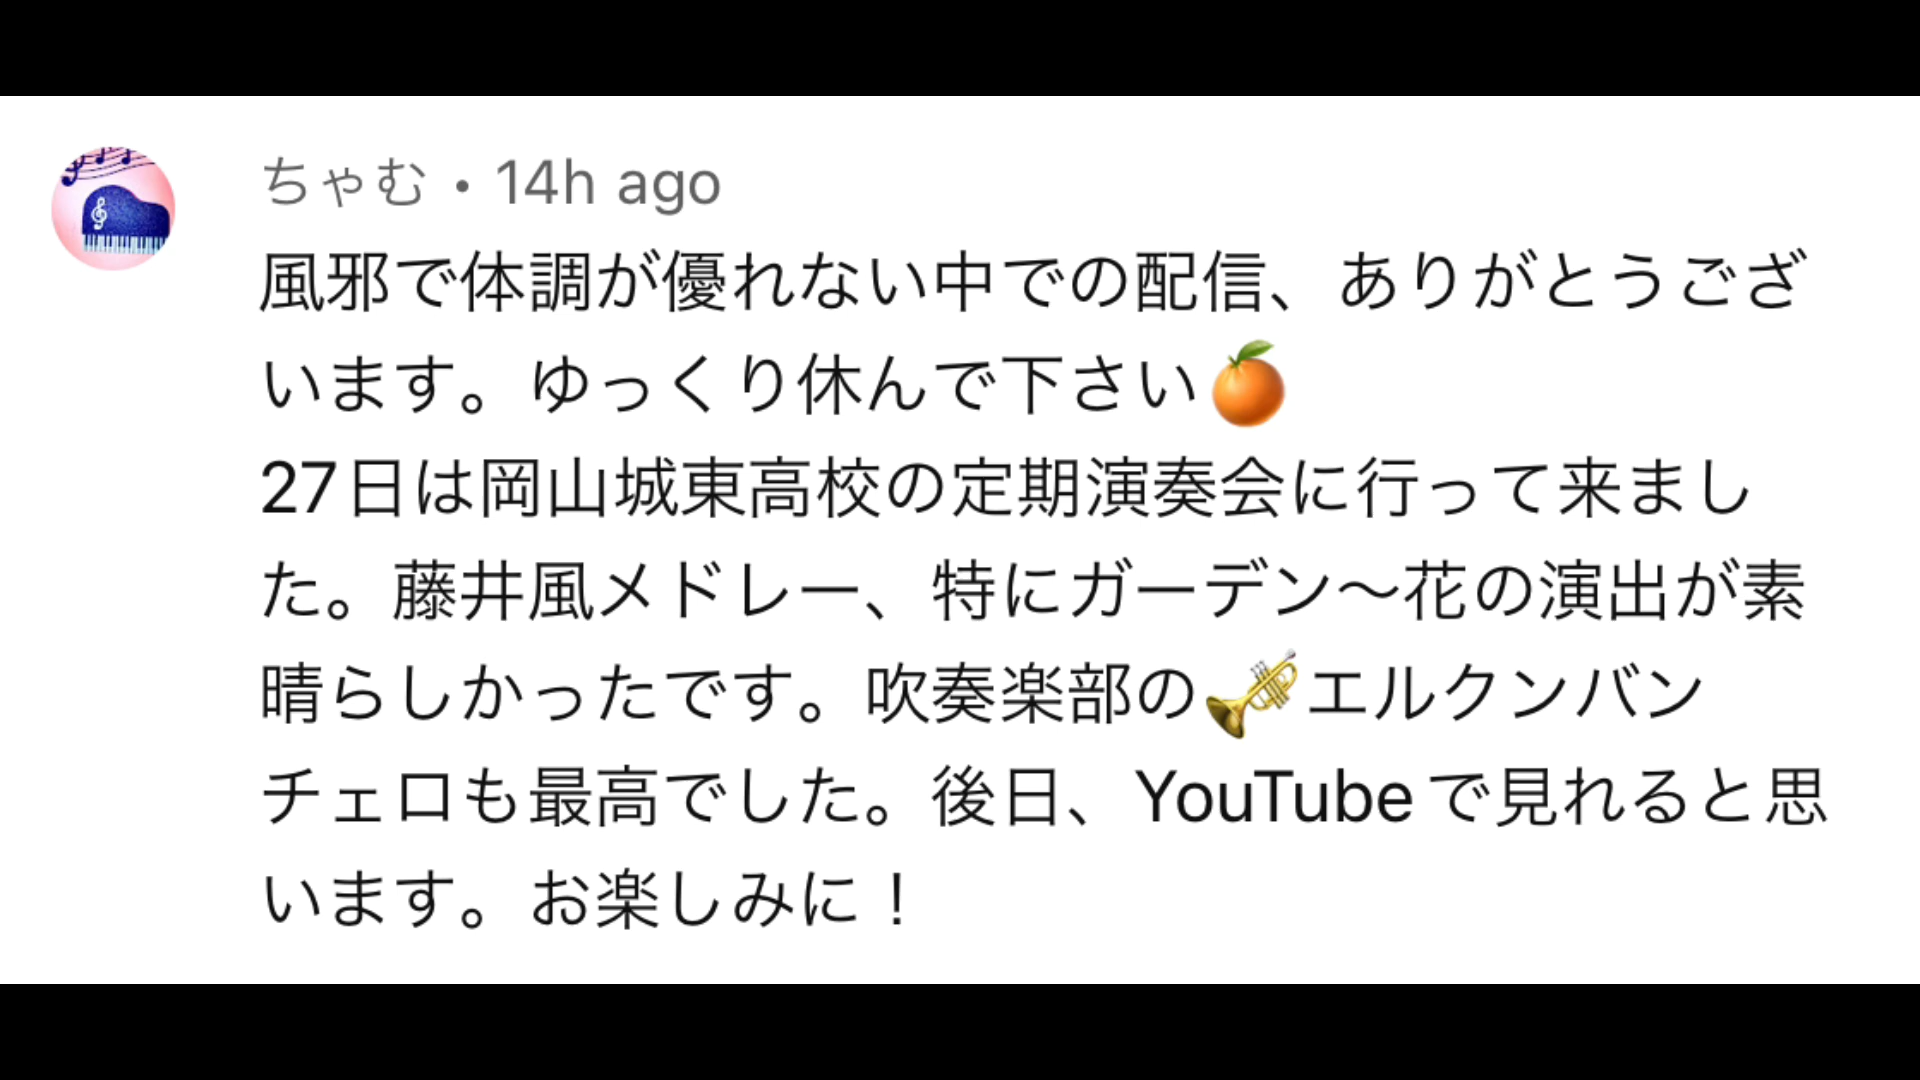 ちゃむ • 14h ago
風邪で体調が優れない中での配信、ありがとうござ
います。ゆっくり休んで下さい🍊
27日は岡山城東高校の定期演奏会に行って来まし
た。藤井風メドレー、特にガーデン〜花の演出が素
晴らしかったです。吹奏楽部の🎺エルクンバン
チェロも最高でした。後日、YouTubeで見れると思
います。お楽しみに！